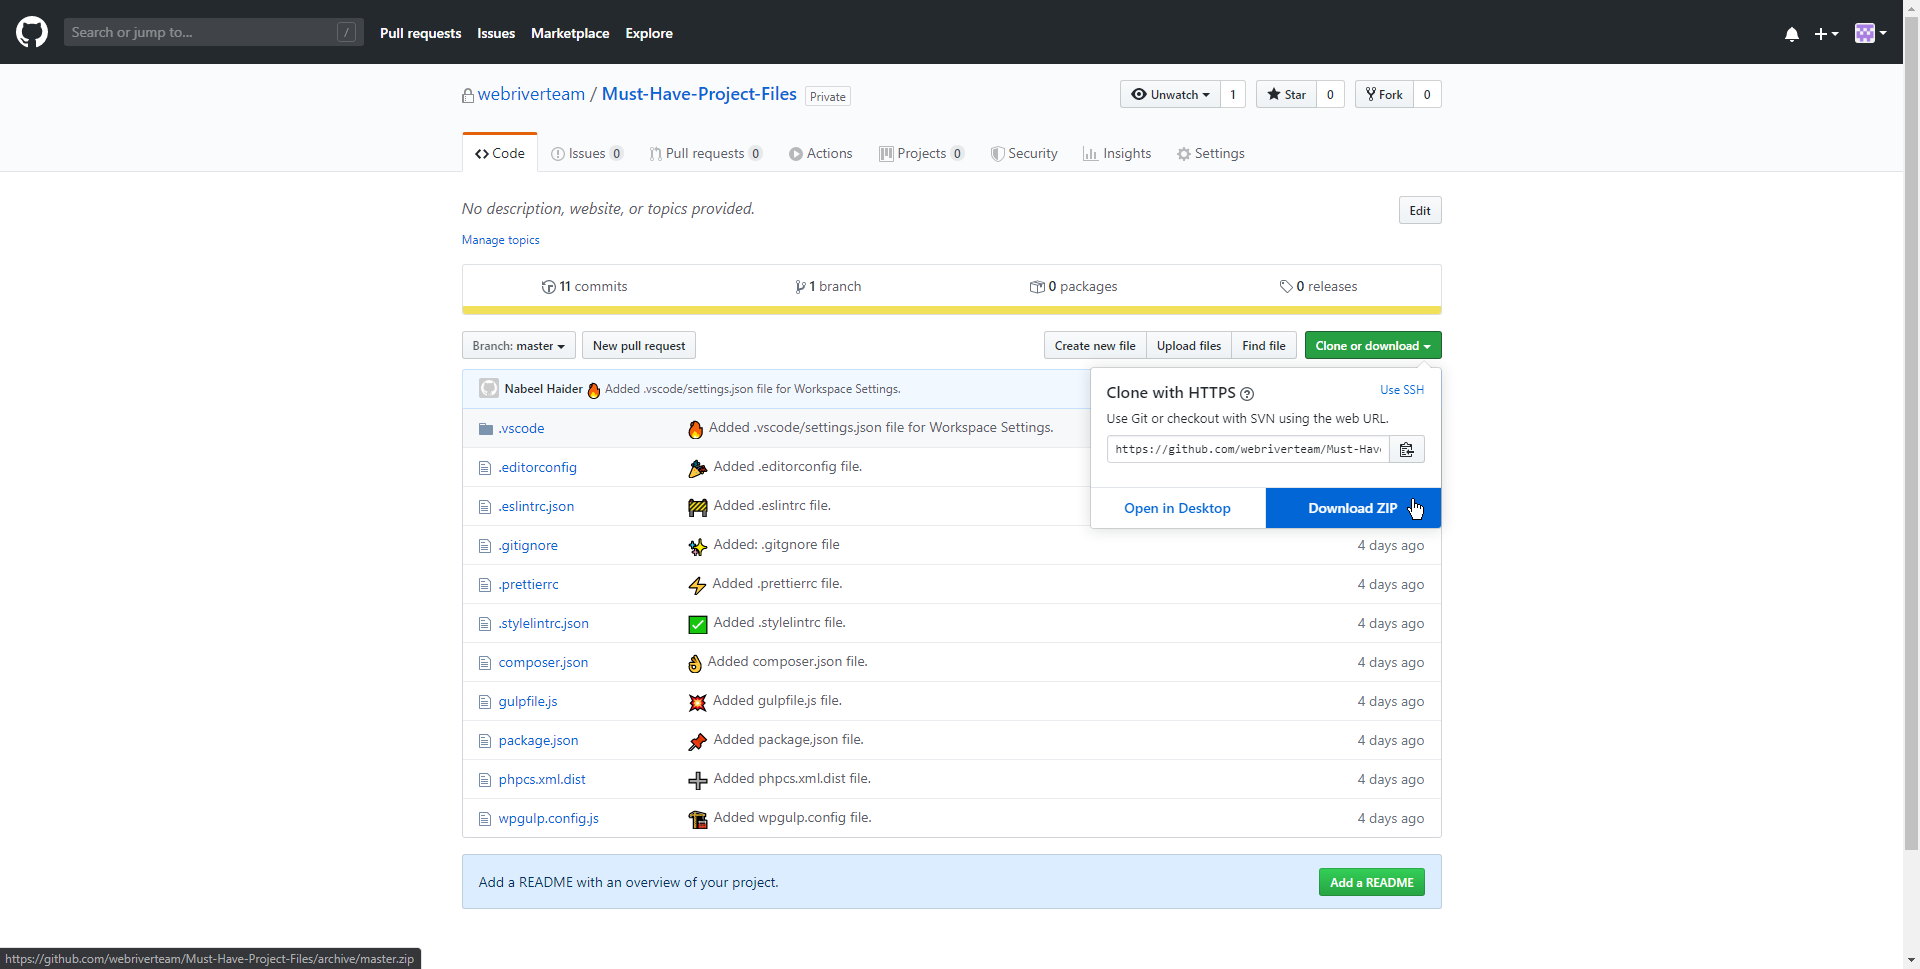 Search or jump to... / Pull requests Issues Marketplace Explore
webriverteam / Must-Have-Project-Files Private Unwatch 1 Star 0 Fork 0
Code Issues 0 Pull requests 0 Actions Projects 0 Security Insights Settings
No description, website, or topics provided. Edit
Manage topics
11 commits 1 branch 0 packages 0 releases
Branch: master New pull request Create new file Upload files Find file Clone or download
Nabeel Haider 🔥 Added .vscode/settings.json file for Workspace Settings.
Clone with HTTPS ? Use SSH
Use Git or checkout with SVN using the web URL.
https://github.com/webriverteam/Must-Hav
Open in Desktop Download ZIP
.vscode 🔥 Added .vscode/settings.json file for Workspace Settings.
.editorconfig 🎉 Added .editorconfig file.
.eslintrc.json 🚧 Added .eslintrc file.
.gitignore ✨ Added: .gitgnore file 4 days ago
.prettierrc ⚡ Added .prettierrc file. 4 days ago
.stylelintrc.json ✅ Added .stylelintrc file. 4 days ago
composer.json 👌 Added composer.json file. 4 days ago
gulpfile.js 💥 Added gulpfile.js file. 4 days ago
package.json 📌 Added package,json file. 4 days ago
phpcs.xml.dist ➕ Added phpcs.xml.dist file. 4 days ago
wpgulp.config.js 🏗 Added wpgulp.config file. 4 days ago
Add a README with an overview of your project. Add a README
https://github.com/webriverteam/Must-Have-Project-Files/archive/master.zip